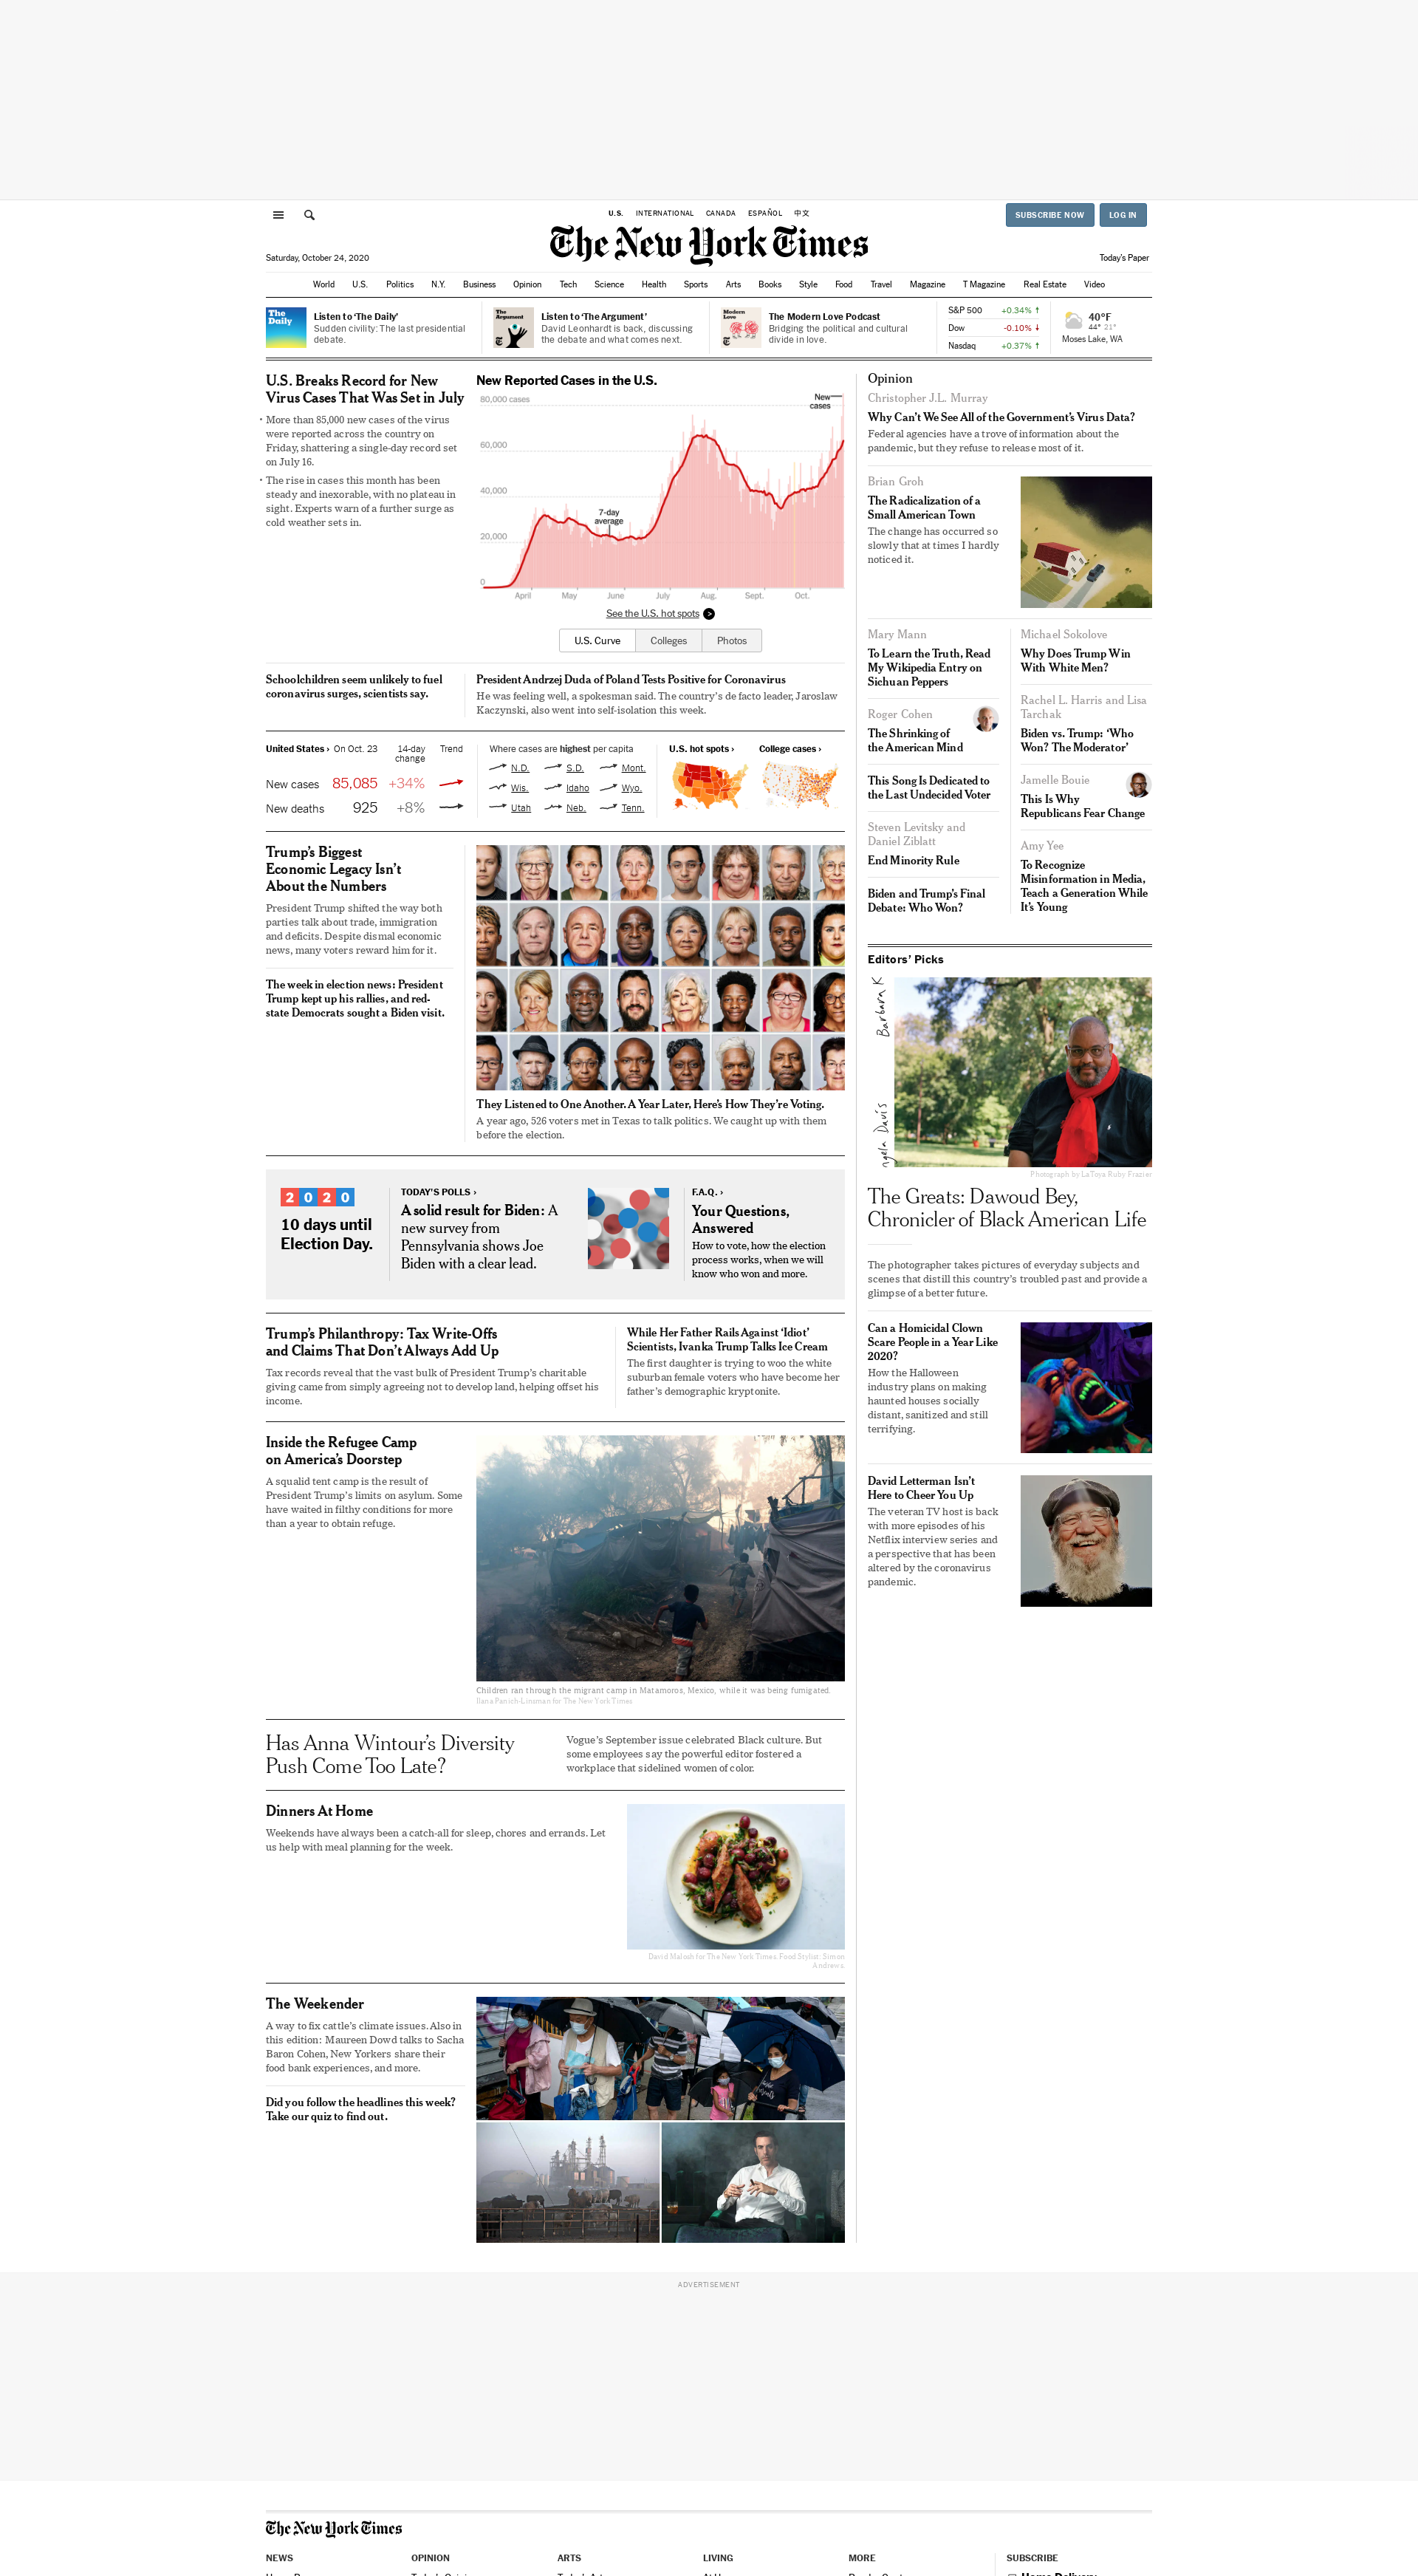 U.S. INTERNATIONAL CANADA ESPAÑOL 中文
SUBSCRIBE NOW LOG IN
The New York Times
Saturday, October 24, 2020
Today's Paper
World U.S. Politics N.Y. Business Opinion Tech Science Health Sports Arts Books Style Food Travel Magazine T Magazine Real Estate Video
The Daily
Listen to ‘The Daily’
Sudden civility: The last presidential
debate.
The Argument
Listen to ‘The Argument’
David Leonhardt is back, discussing
the debate and what comes next.
Modern Love
The Modern Love Podcast
Bridging the political and cultural
divide in love.
S&P 500 +0.34% ↑
Dow -0.10% ↓
Nasdaq +0.37% ↑
40°F
44° 21°
Moses Lake, WA
U.S. Breaks Record for New
Virus Cases That Was Set in July
• More than 85,000 new cases of the virus
were reported across the country on
Friday, shattering a single-day record set
on July 16.
• The rise in cases this month has been
steady and inexorable, with no plateau in
sight. Experts warn of a further surge as
cold weather sets in.
New Reported Cases in the U.S.
80,000 cases
New
cases
60,000
40,000
7-day
average
20,000
0
April May June July Aug. Sept. Oct.
See the U.S. hot spots >
U.S. Curve Colleges Photos
Schoolchildren seem unlikely to fuel
coronavirus surges, scientists say.
President Andrzej Duda of Poland Tests Positive for Coronavirus
He was feeling well, a spokesman said. The country’s de facto leader, Jaroslaw
Kaczynski, also went into self-isolation this week.
United States › On Oct. 23 14-day
change Trend
New cases 85,085 +34%
New deaths 925 +8%
Where cases are highest per capita
N.D. S.D. Mont.
Wis. Idaho Wyo.
Utah Neb. Tenn.
U.S. hot spots › College cases ›
Trump’s Biggest
Economic Legacy Isn’t
About the Numbers
President Trump shifted the way both
parties talk about trade, immigration
and deficits. Despite dismal economic
news, many voters reward him for it.
The week in election news: President
Trump kept up his rallies, and red-
state Democrats sought a Biden visit.
They Listened to One Another. A Year Later, Here’s How They’re Voting.
A year ago, 526 voters met in Texas to talk politics. We caught up with them
before the election.
2020
10 days until
Election Day.
TODAY’S POLLS ›
A solid result for Biden: A
new survey from
Pennsylvania shows Joe
Biden with a clear lead.
F.A.Q. ›
Your Questions,
Answered
How to vote, how the election
process works, when we will
know who won and more.
Trump’s Philanthropy: Tax Write-Offs
and Claims That Don’t Always Add Up
Tax records reveal that the vast bulk of President Trump’s charitable
giving came from simply agreeing not to develop land, helping offset his
income.
While Her Father Rails Against ‘Idiot’
Scientists, Ivanka Trump Talks Ice Cream
The first daughter is trying to woo the white
suburban female voters who have become her
father’s demographic kryptonite.
Inside the Refugee Camp
on America’s Doorstep
A squalid tent camp is the result of
President Trump’s limits on asylum. Some
have waited in filthy conditions for more
than a year to obtain refuge.
Children ran through the migrant camp in Matamoros, Mexico, while it was being fumigated.
Ilana Panich-Linsman for The New York Times
Has Anna Wintour’s Diversity
Push Come Too Late?
Vogue’s September issue celebrated Black culture. But
some employees say the powerful editor fostered a
workplace that sidelined women of color.
Dinners At Home
Weekends have always been a catch-all for sleep, chores and errands. Let
us help with meal planning for the week.
David Malosh for The New York Times. Food Stylist: Simon
Andrews.
The Weekender
A way to fix cattle’s climate issues. Also in
this edition: Maureen Dowd talks to Sacha
Baron Cohen, New Yorkers share their
food bank experiences, and more.
Did you follow the headlines this week?
Take our quiz to find out.
Opinion
Christopher J.L. Murray
Why Can’t We See All of the Government’s Virus Data?
Federal agencies have a trove of information about the
pandemic, but they refuse to release most of it.
Brian Groh
The Radicalization of a
Small American Town
The change has occurred so
slowly that at times I hardly
noticed it.
Mary Mann
To Learn the Truth, Read
My Wikipedia Entry on
Sichuan Peppers
Roger Cohen
The Shrinking of
the American Mind
This Song Is Dedicated to
the Last Undecided Voter
Steven Levitsky and
Daniel Ziblatt
End Minority Rule
Biden and Trump’s Final
Debate: Who Won?
Michael Sokolove
Why Does Trump Win
With White Men?
Rachel L. Harris and Lisa
Tarchak
Biden vs. Trump: ‘Who
Won? The Moderator’
Jamelle Bouie
This Is Why
Republicans Fear Change
Amy Yee
To Recognize
Misinformation in Media,
Teach a Generation While
It’s Young
Editors’ Picks
Barbara K
ngela Davis
Photograph by LaToya Ruby Frazier
The Greats: Dawoud Bey,
Chronicler of Black American Life
The photographer takes pictures of everyday subjects and
scenes that distill this country’s troubled past and provide a
glimpse of a better future.
Can a Homicidal Clown
Scare People in a Year Like
2020?
How the Halloween
industry plans on making
haunted houses socially
distant, sanitized and still
terrifying.
David Letterman Isn’t
Here to Cheer You Up
The veteran TV host is back
with more episodes of his
Netflix interview series and
a perspective that has been
altered by the coronavirus
pandemic.
ADVERTISEMENT
The New York Times
NEWS OPINION ARTS LIVING MORE SUBSCRIBE